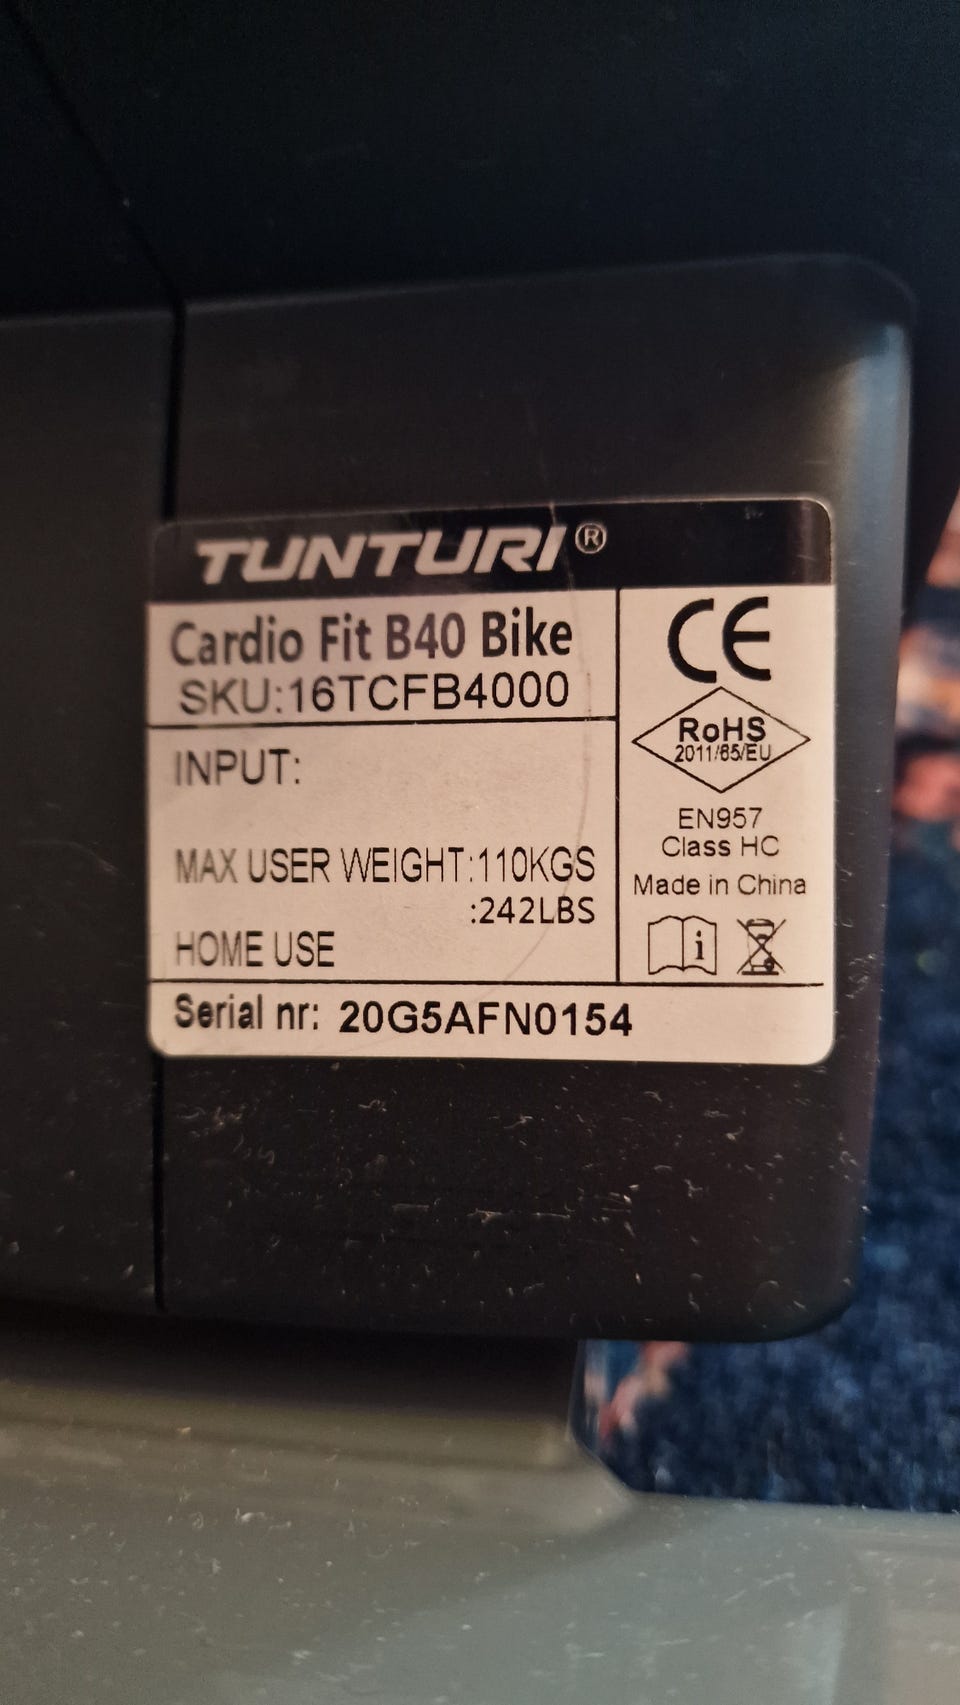 TUNTURI®
Cardio Fit B40 Bike
SKU:16TCFB4000
INPUT:
MAX USER WEIGHT:110KGS
:242LBS
HOME USE
CE
RoHS
2011/65/EU
EN957
Class HC
Made in China
i
Serial nr: 20G5AFN0154